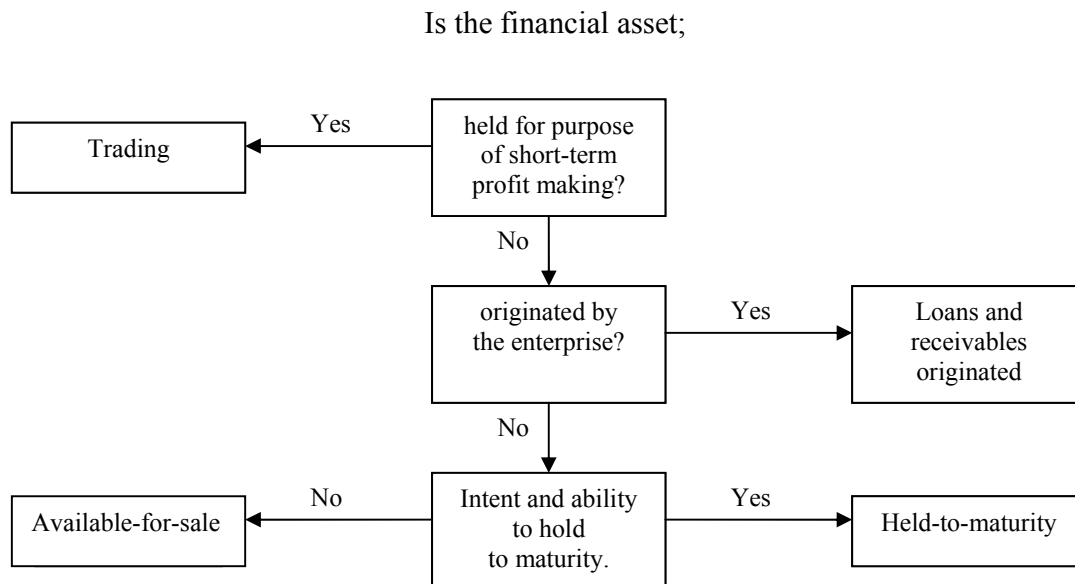 Is the financial asset;
Trading
Yes
held for purpose
of short-term
profit making?
No
originated by
the enterprise?
Yes
Loans and
receivables
originated
No
Available-for-sale
No
Intent and ability
to hold
to maturity.
Yes
Held-to-maturity